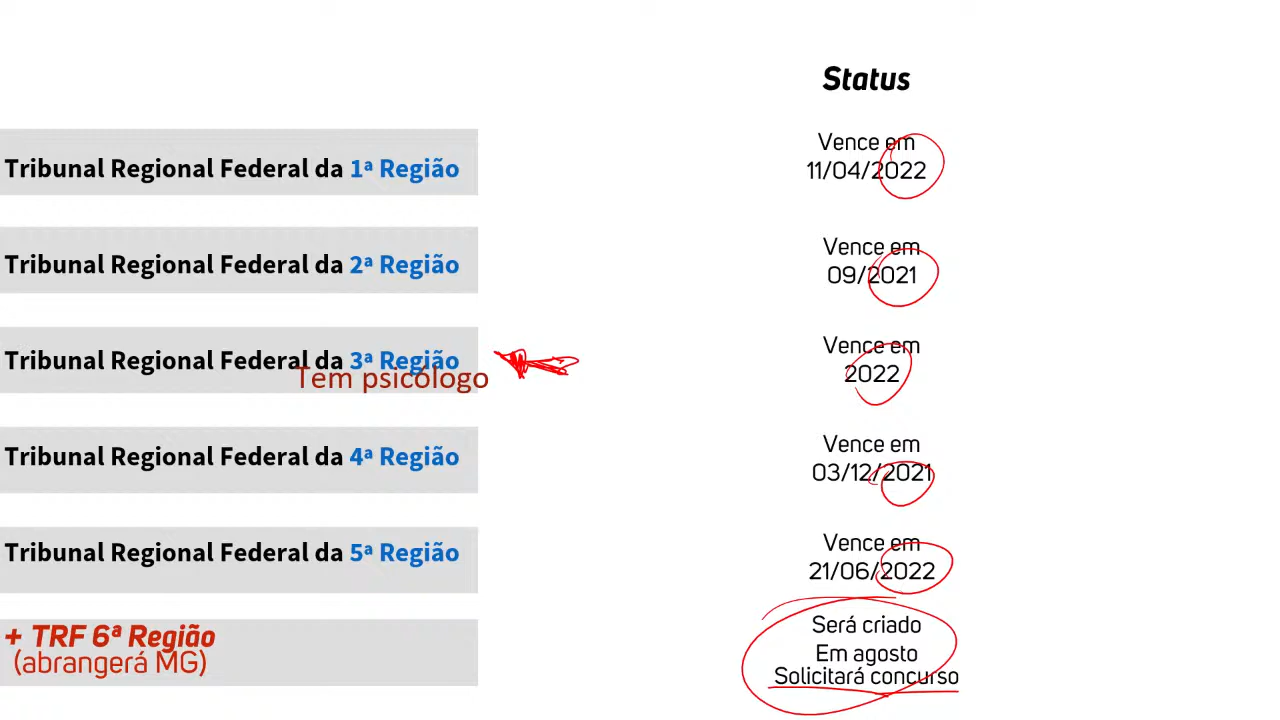 Status
Tribunal Regional Federal da 1ª Região
Vence em
11/04/2022
Tribunal Regional Federal da 2ª Região
Vence em
09/2021
Tribunal Regional Federal da 3ª Região
Tem psicólogo
Vence em
2022
Tribunal Regional Federal da 4ª Região
Vence em
03/12/2021
Tribunal Regional Federal da 5ª Região
Vence em
21/06/2022
+ TRF 6ª Região
(abrangerá MG)
Será criado
Em agosto
Solicitará concurso